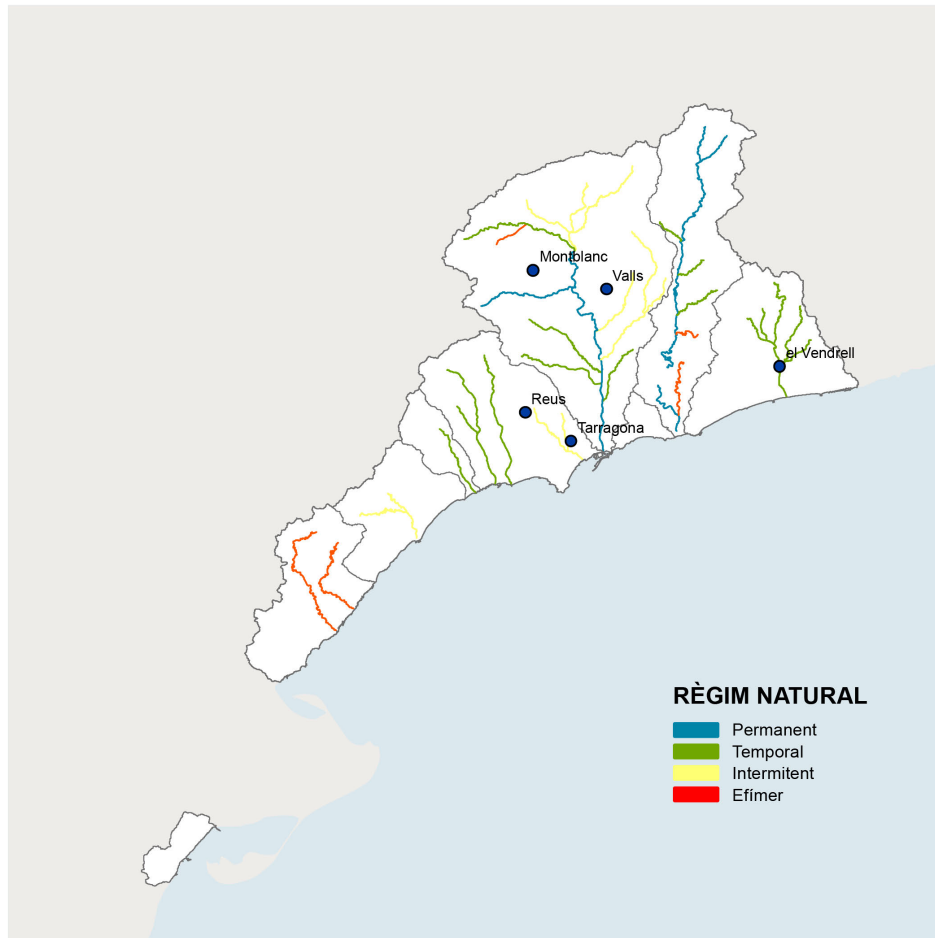 Montblanc
Valls
el Vendrell
Reus
Tarragona
RÈGIM NATURAL
Permanent
Temporal
Intermitent
Efímer